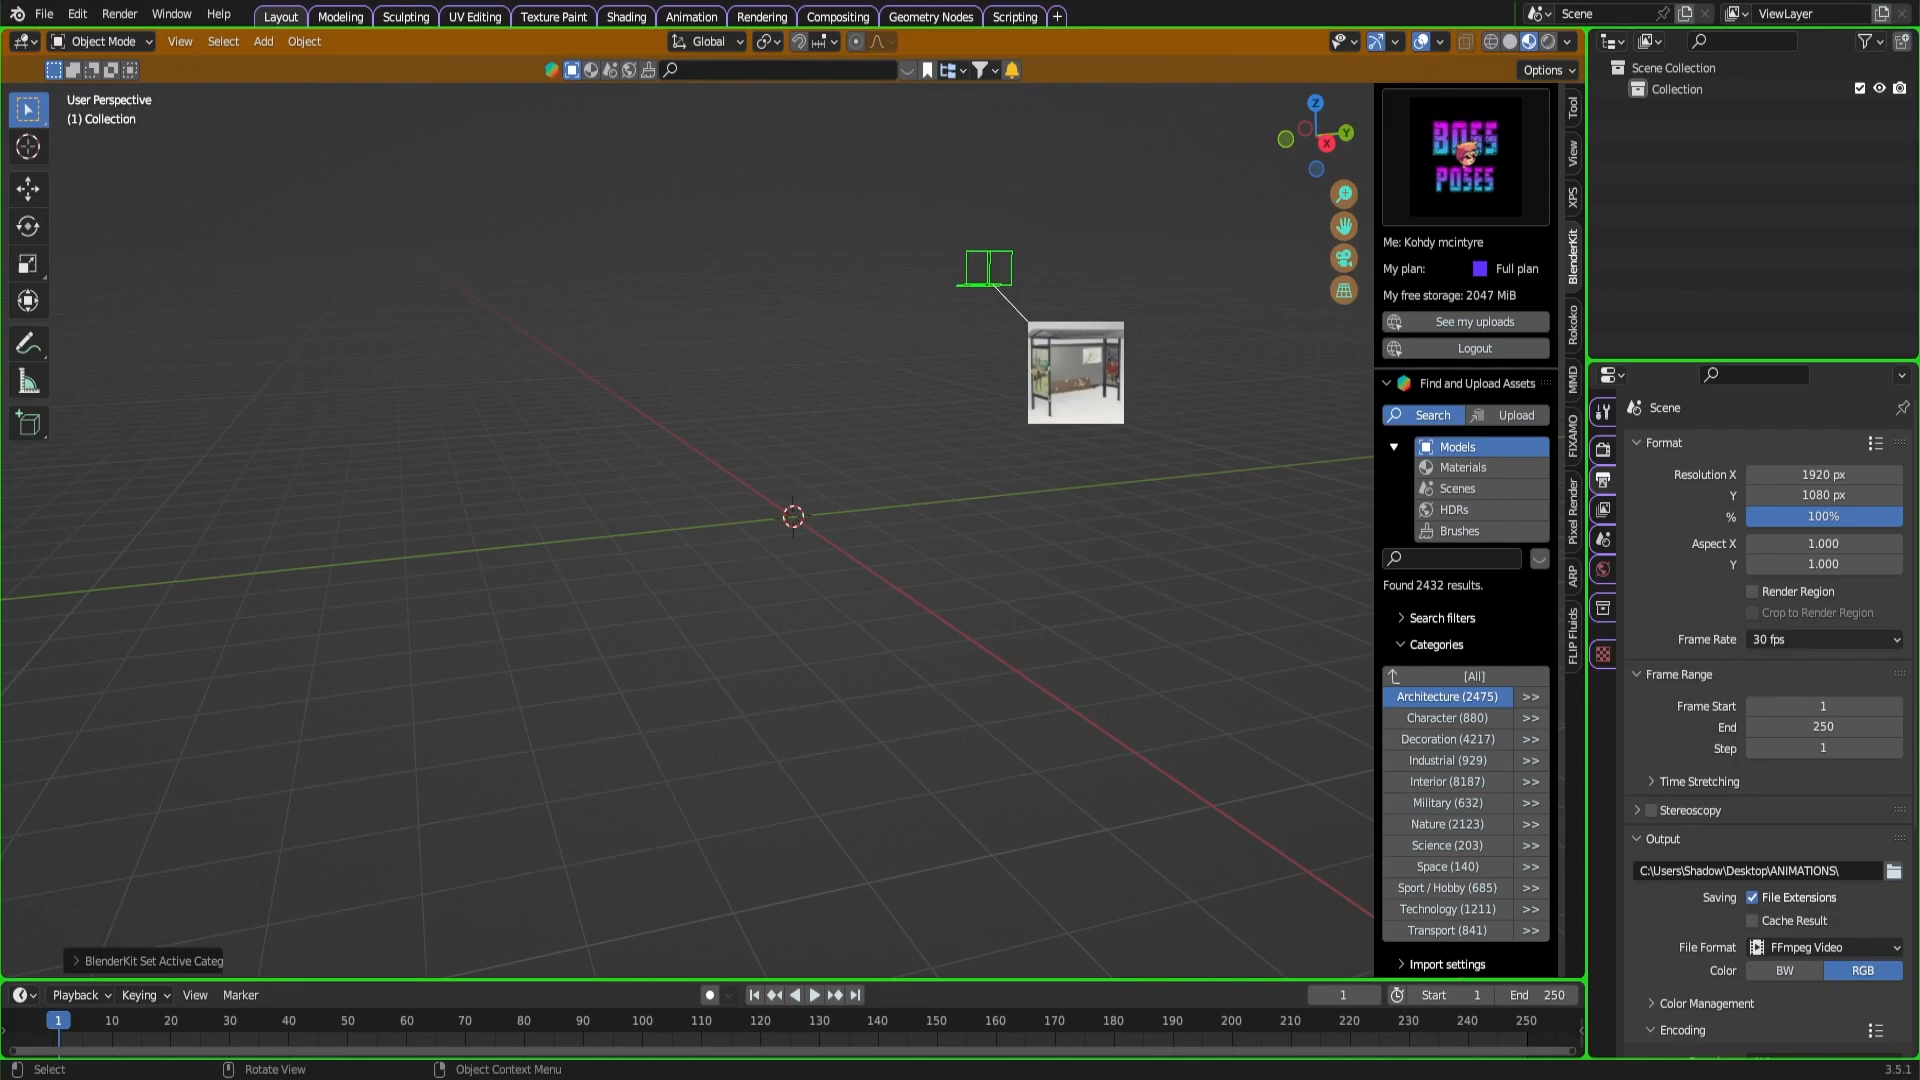 File Edit Render Window Help Layout Modeling Sculpting UV Editing Texture Paint Shading Animation Rendering Compositing Geometry Nodes Scripting + Scene ViewLayer
Object Mode View Select Add Object Global
Options
User Perspective
(1) Collection
Z
Y
X
BOSS
POSES
Me: Kohdy mcintyre
My plan: Full plan
My free storage: 2047 MiB
See my uploads
Logout
Find and Upload Assets
Search Upload
Models
Materials
Scenes
HDRs
Brushes
Found 2432 results.
Search filters
Categories
[All]
Architecture (2475) >>
Character (880) >>
Decoration (4217) >>
Industrial (929) >>
Interior (8187) >>
Military (632) >>
Nature (2123) >>
Science (203) >>
Space (140) >>
Sport / Hobby (685) >>
Technology (1211) >>
Transport (841) >>
Import settings
Tool
View
XPS
BlenderKit
Rokoko
MMD
FIXAMO
Pixel Render
ARP
FLIP Fluids
Scene Collection
Collection
Scene
Format
Resolution X 1920 px
Y 1080 px
% 100%
Aspect X 1.000
Y 1.000
Render Region
Crop to Render Region
Frame Rate 30 fps
Frame Range
Frame Start 1
End 250
Step 1
Time Stretching
Stereoscopy
Output
C:\Users\Shadow\Desktop\ANIMATIONS\
Saving File Extensions
Cache Result
File Format FFmpeg Video
Color BW RGB
Color Management
Encoding
BlenderKit Set Active Categ
Playback Keying View Marker 1 Start 1 End 250
1 10 20 30 40 50 60 70 80 90 100 110 120 130 140 150 160 170 180 190 200 210 220 230 240 250
Select Rotate View Object Context Menu 3.5.1